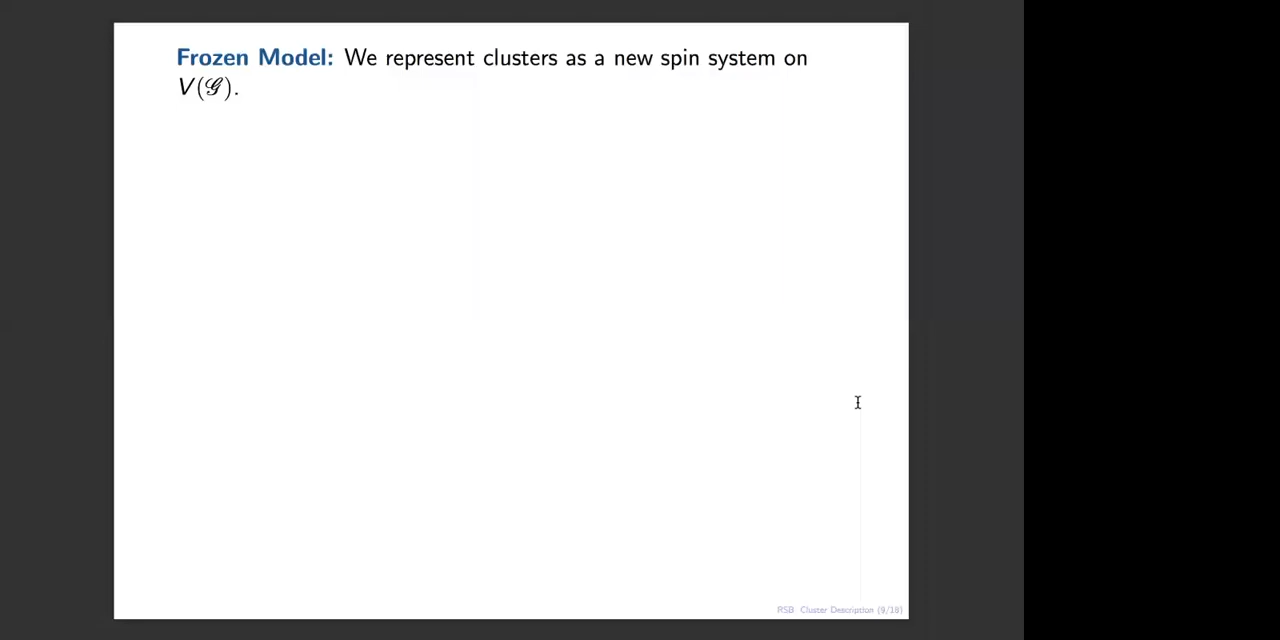 Frozen Model: We represent clusters as a new spin system on
V(𝒢).
RSB Cluster Description (9/18)